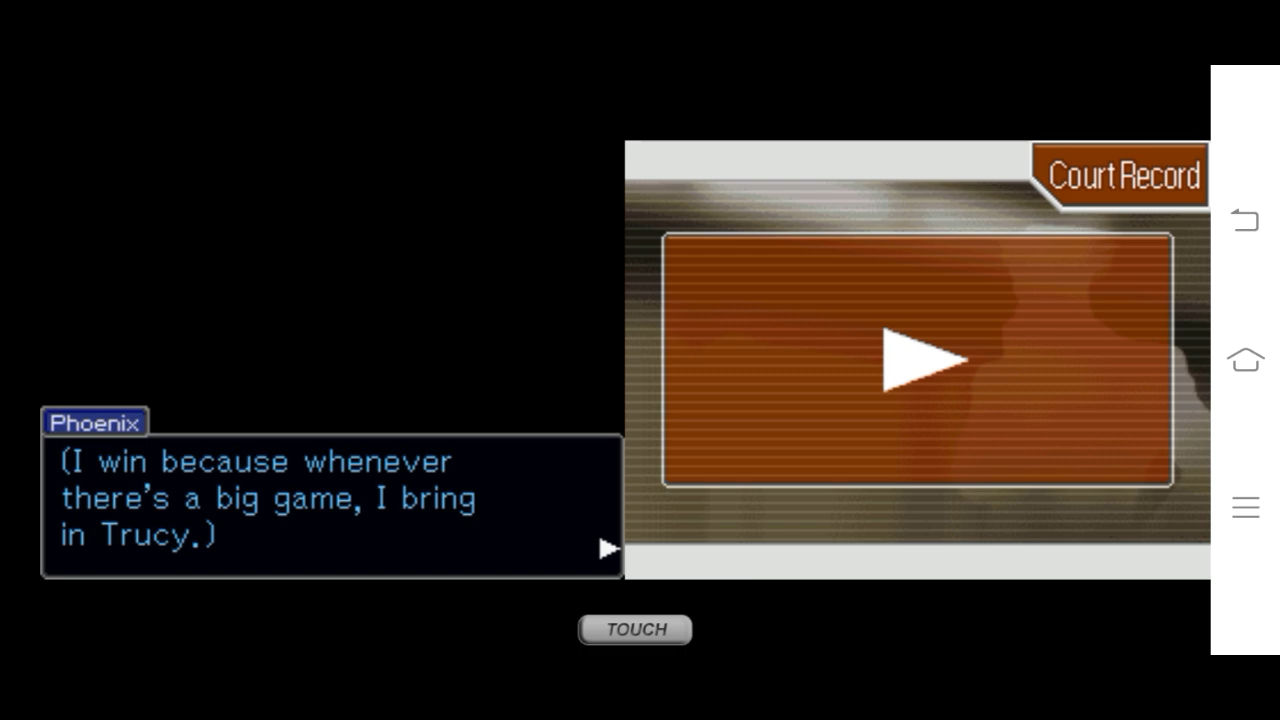 Court Record
Phoenix
(I win because whenever
there's a big game, I bring
in Trucy.)
TOUCH